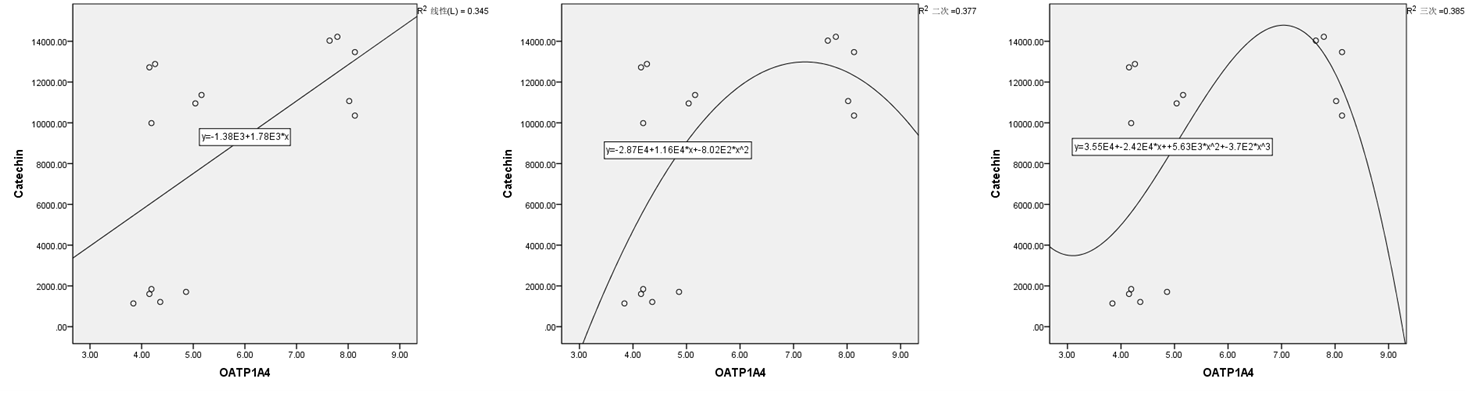 R² 线性(L) = 0.345
14000.00
12000.00
10000.00
8000.00
6000.00
4000.00
2000.00
.00
Catechin
y=-1.38E3+1.78E3*x
3.00 4.00 5.00 6.00 7.00 8.00 9.00
OATP1A4
R² 二次 =0.377
14000.00
12000.00
10000.00
8000.00
6000.00
4000.00
2000.00
.00
Catechin
y=-2.87E4+1.16E4*x+-8.02E2*x^2
3.00 4.00 5.00 6.00 7.00 8.00 9.00
OATP1A4
R² 三次 =0.385
14000.00
12000.00
10000.00
8000.00
6000.00
4000.00
2000.00
.00
Catechin
y=3.55E4+-2.42E4*x++5.63E3*x^2+-3.7E2*x^3
3.00 4.00 5.00 6.00 7.00 8.00 9.00
OATP1A4